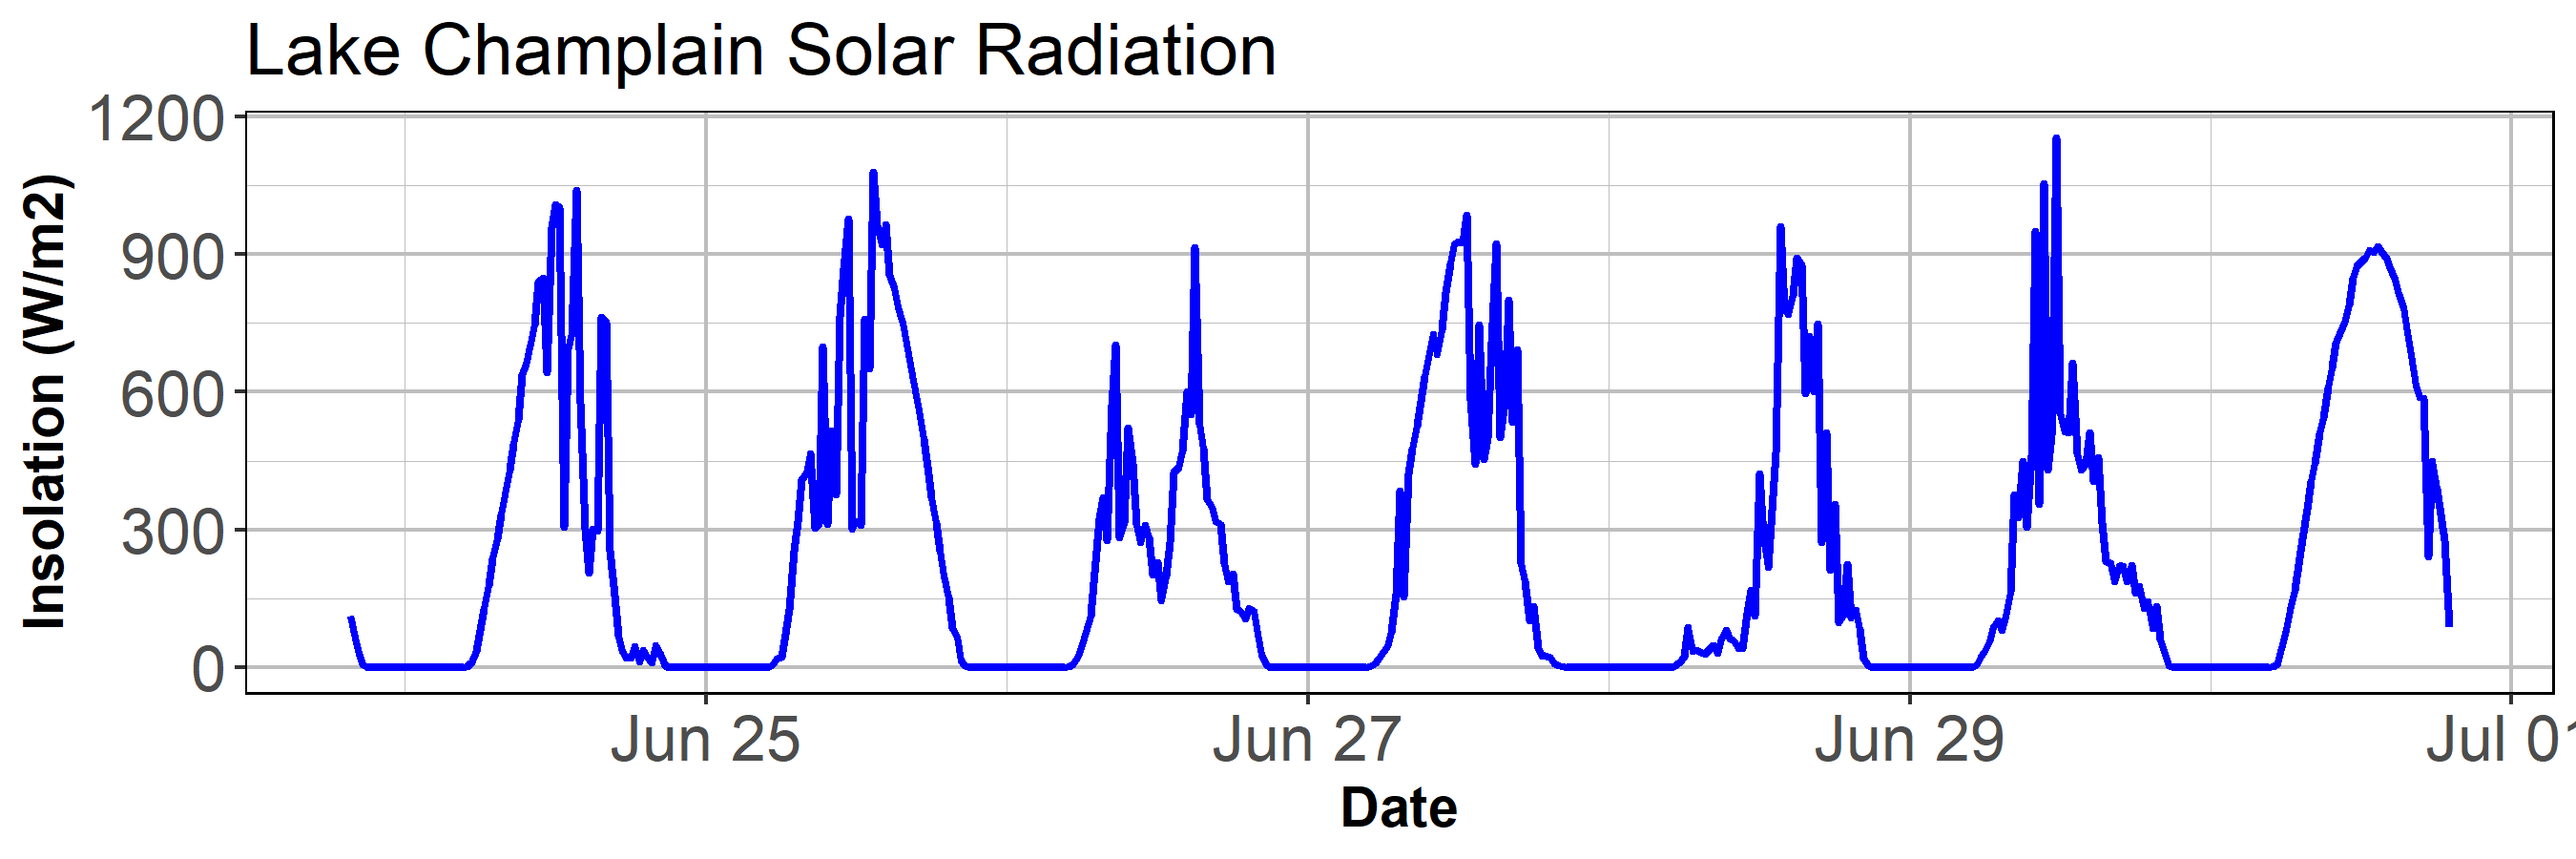 Lake Champlain Solar Radiation
1200
900
600
300
0
Insolation (W/m2)
Jun 25
Jun 27
Jun 29
Jul 01
Date